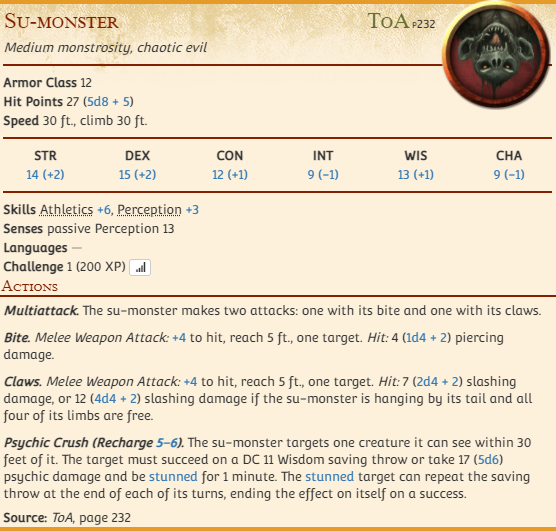 Su-monster
ToA P232
Medium monstrosity, chaotic evil
Armor Class 12
Hit Points 27 (5d8 + 5)
Speed 30 ft., climb 30 ft.
STR DEX CON INT WIS CHA
14 (+2) 15 (+2) 12 (+1) 9 (−1) 13 (+1) 9 (−1)
Skills Athletics +6, Perception +3
Senses passive Perception 13
Languages —
Challenge 1 (200 XP)
Actions
Multiattack. The su-monster makes two attacks: one with its bite and one with its claws.
Bite. Melee Weapon Attack: +4 to hit, reach 5 ft., one target. Hit: 4 (1d4 + 2) piercing
damage.
Claws. Melee Weapon Attack: +4 to hit, reach 5 ft., one target. Hit: 7 (2d4 + 2) slashing
damage, or 12 (4d4 + 2) slashing damage if the su-monster is hanging by its tail and all
four of its limbs are free.
Psychic Crush (Recharge 5–6). The su-monster targets one creature it can see within 30
feet of it. The target must succeed on a DC 11 Wisdom saving throw or take 17 (5d6)
psychic damage and be stunned for 1 minute. The stunned target can repeat the saving
throw at the end of each of its turns, ending the effect on itself on a success.
Source: ToA, page 232